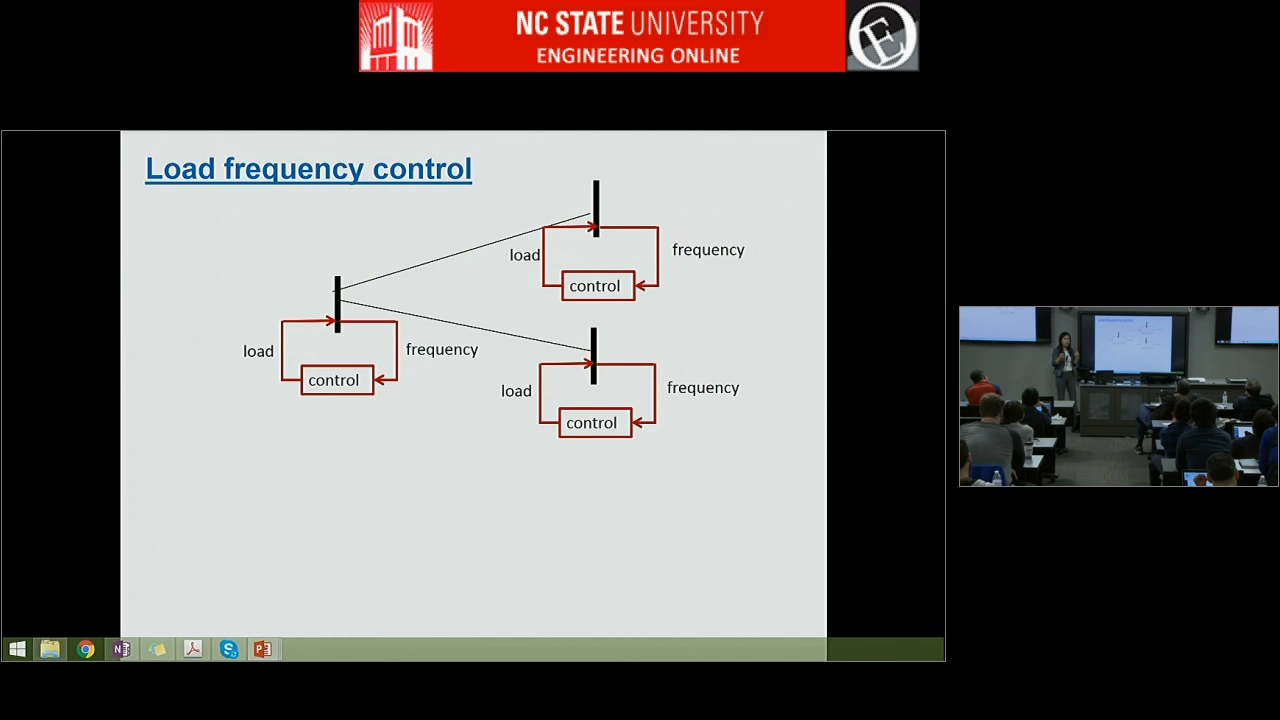 NC STATE UNIVERSITY
ENGINEERING ONLINE
Load frequency control
load
frequency
control
load
frequency
control
load
frequency
control